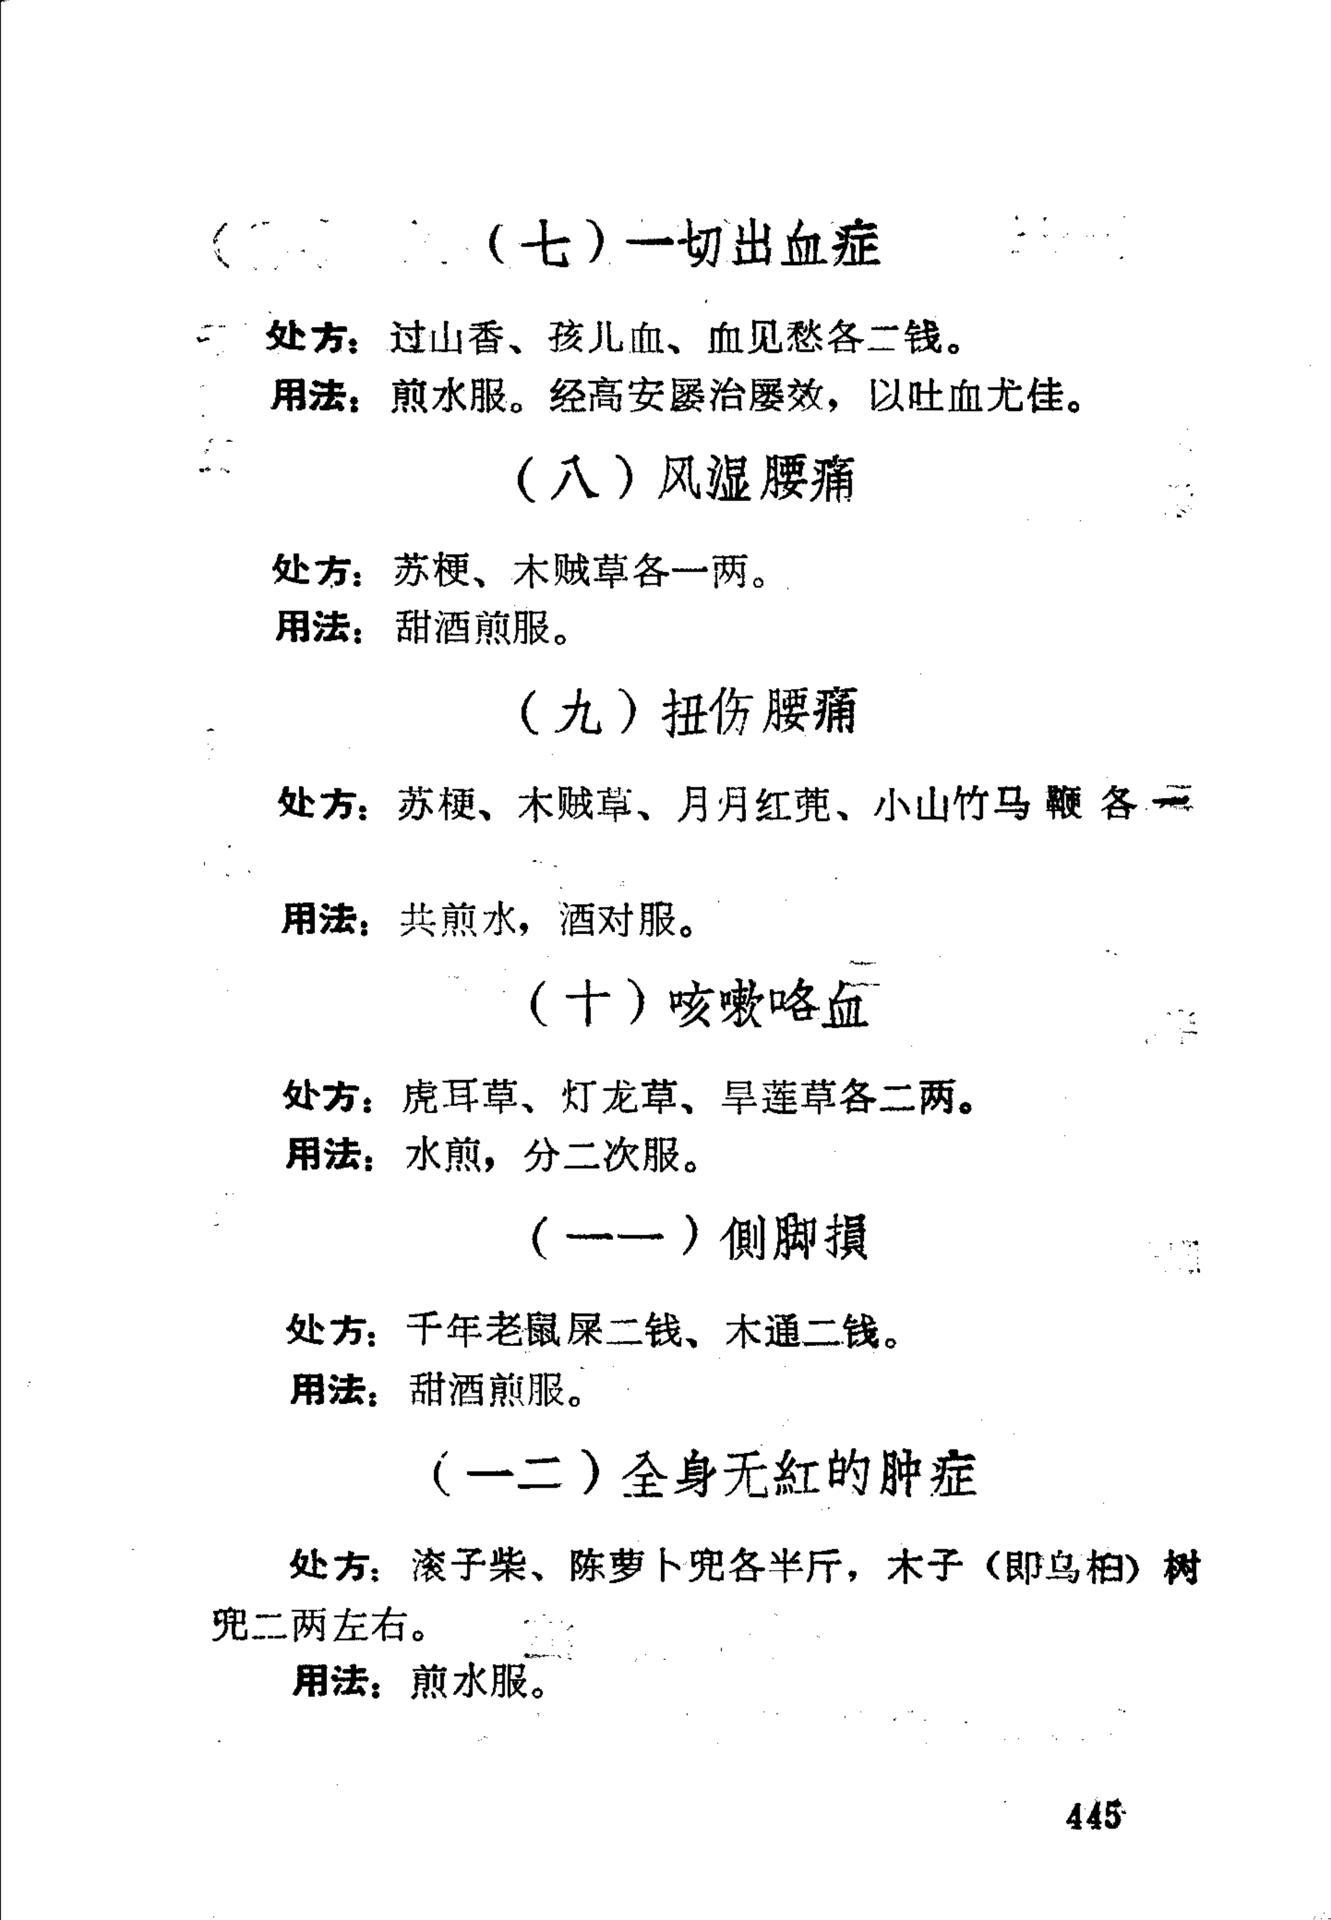 （七）一切出血症
处方：过山香、孩儿血、血见愁各二钱。
用法：煎水服。经高安屡治屡效，以吐血尤佳。
（八）风湿腰痛
处方：苏梗、木贼草各一两。
用法：甜酒煎服。
（九）扭伤腰痛
处方：苏梗、木贼草、月月红蔸、小山竹马鞭各一
用法：共煎水，酒对服。
（十）咳嗽咯血
处方：虎耳草、灯龙草、旱莲草各二两。
用法：水煎，分二次服。
（一一）側脚損
处方：千年老鼠屎二钱、木通二钱。
用法：甜酒煎服。
（一二）全身无紅的肿症
处方：滚子柴、陈萝卜兜各半斤，木子（即乌桕）树
兜二两左右。
用法：煎水服。
445